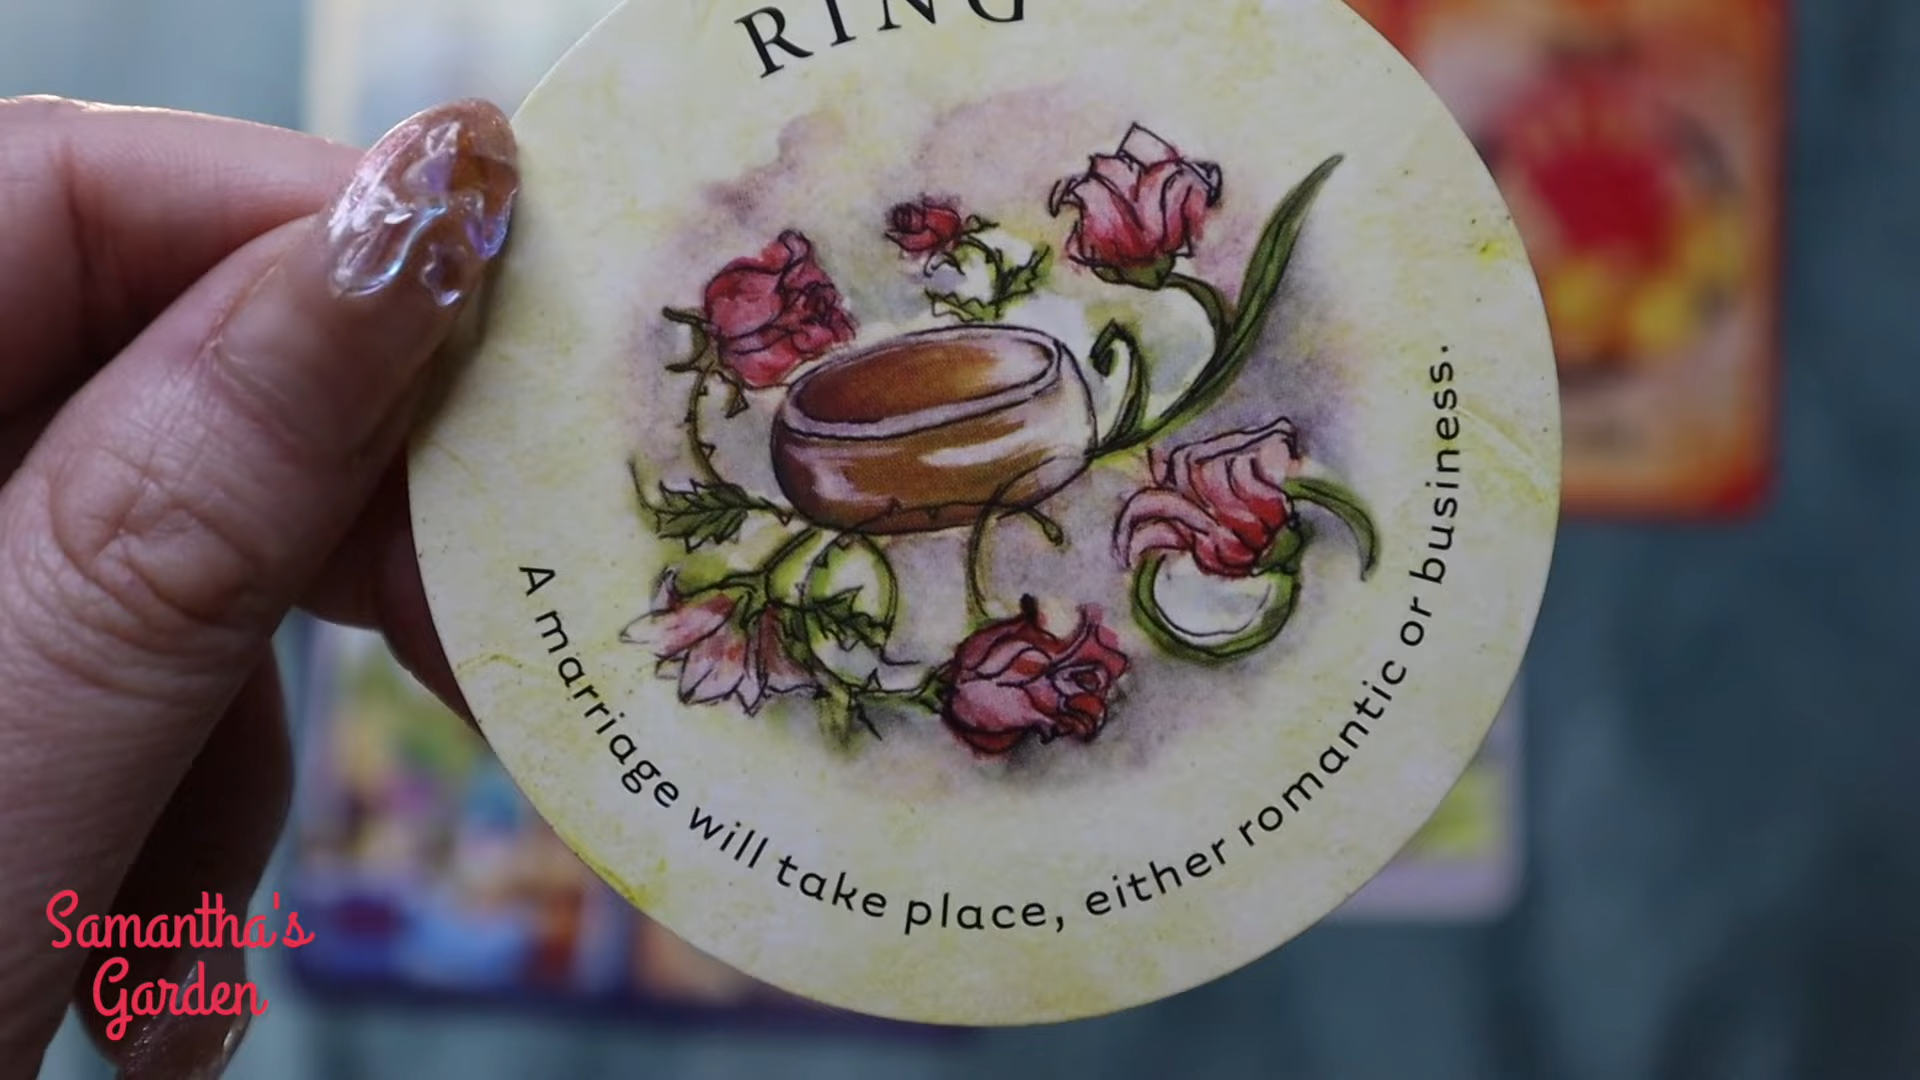 RING
A marriage will take place, either romantic or business.
Samantha's
Garden